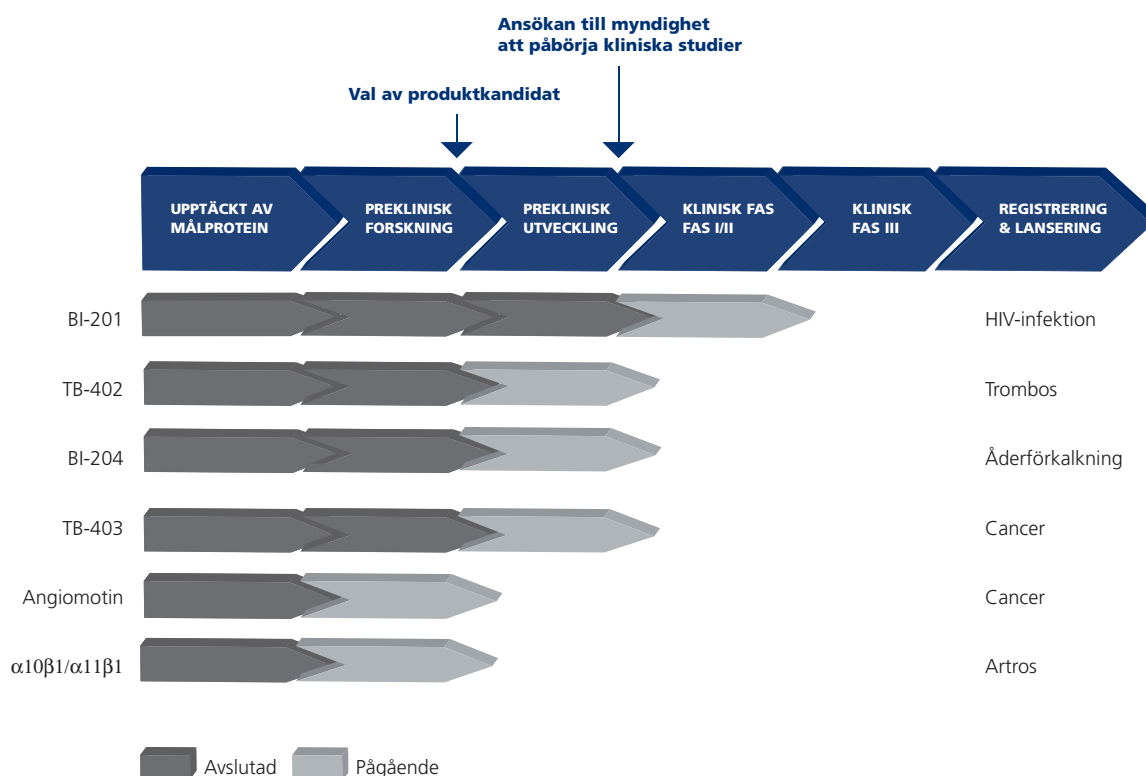 Ansökan till myndighet
att påbörja kliniska studier
Val av produktkandidat
UPPTÄCKT AV
MÅLPROTEIN
PREKLINISK
FORSKNING
PREKLINISK
UTVECKLING
KLINISK FAS
FAS I/II
KLINISK
FAS III
REGISTRERING
& LANSERING
BI-201
HIV-infektion
TB-402
Trombos
BI-204
Åderförkalkning
TB-403
Cancer
Angiomotin
Cancer
α10β1/α11β1
Artros
Avslutad
Pågående